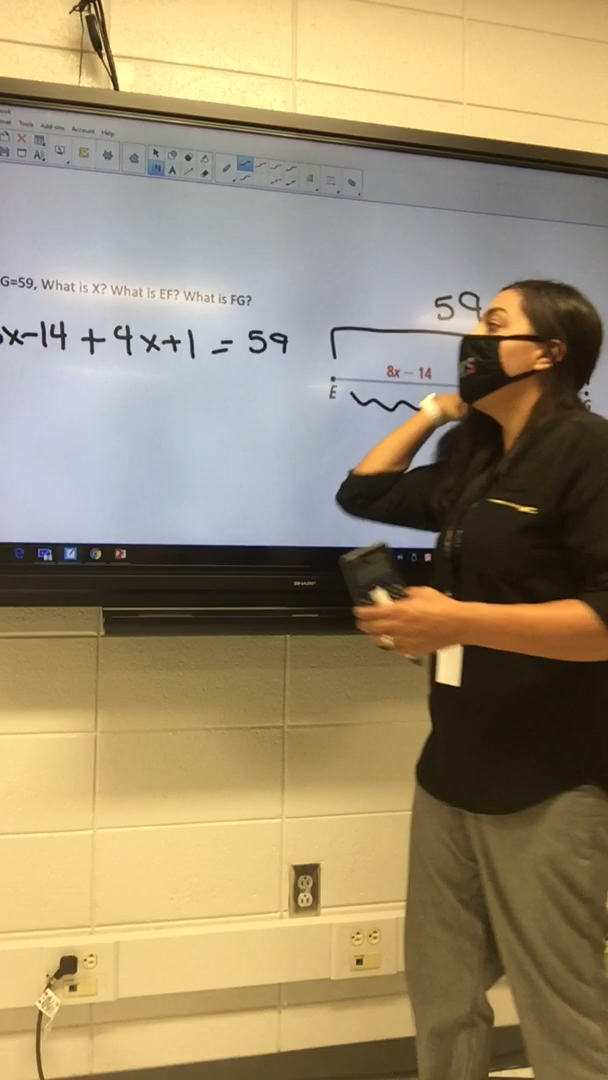 Tools Add-ons Account Help
G=59, What is X? What is EF? What is FG?
x-14 + 4x+1 = 59
59
8x - 14
E
SHARP